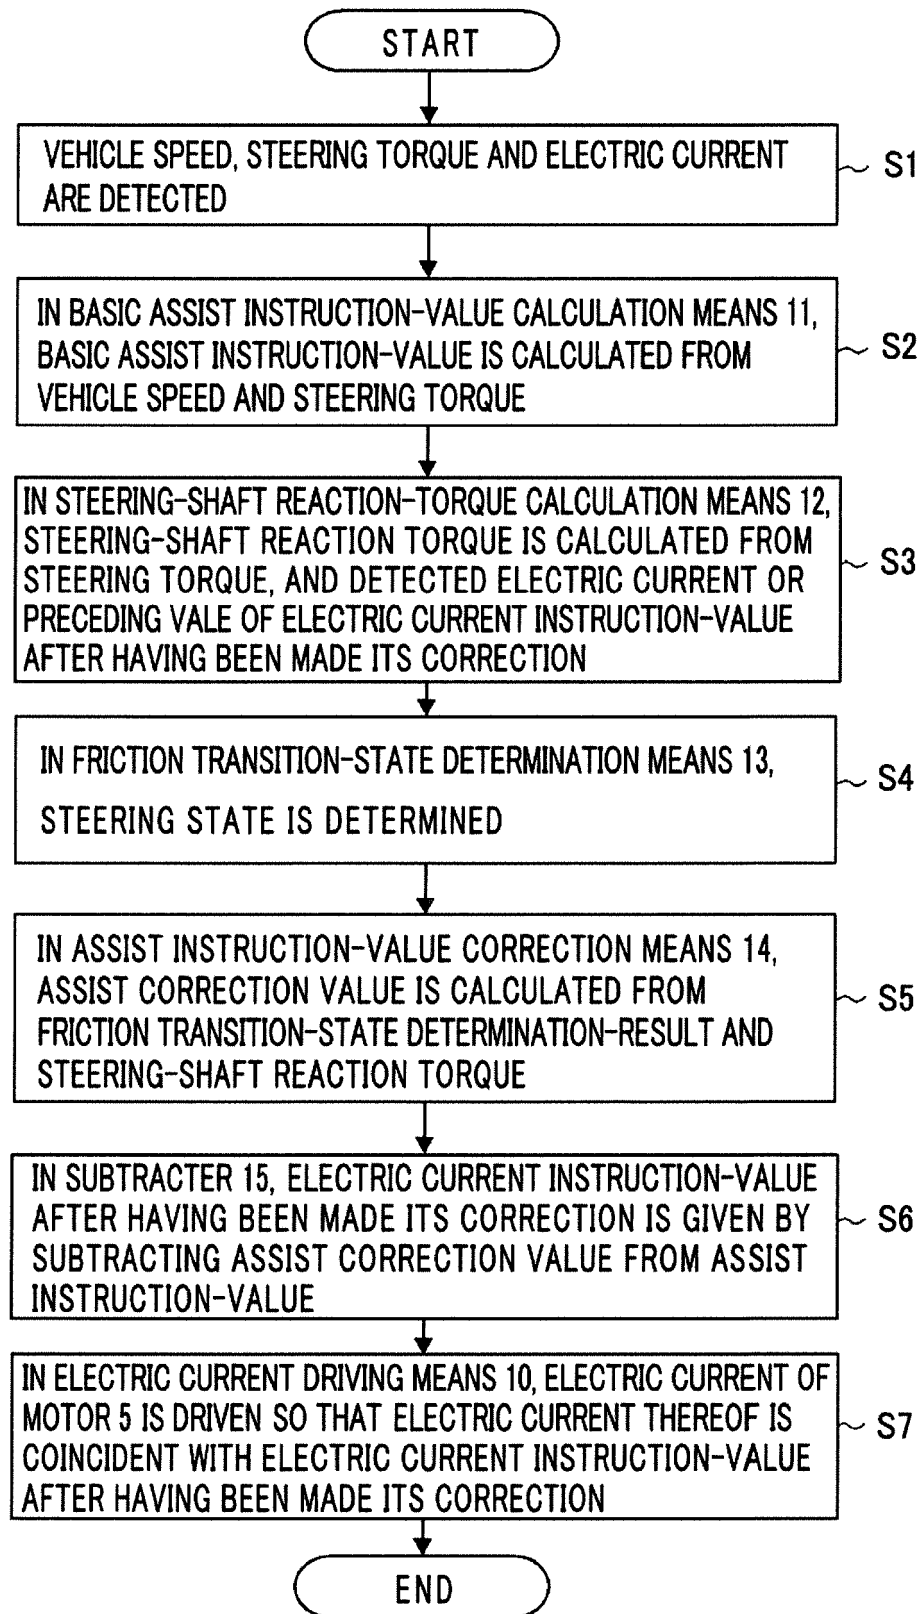 START
VEHICLE SPEED, STEERING TORQUE AND ELECTRIC CURRENT
ARE DETECTED
S1
IN BASIC ASSIST INSTRUCTION-VALUE CALCULATION MEANS 11,
BASIC ASSIST INSTRUCTION-VALUE IS CALCULATED FROM
VEHICLE SPEED AND STEERING TORQUE
S2
IN STEERING-SHAFT REACTION-TORQUE CALCULATION MEANS 12,
STEERING-SHAFT REACTION TORQUE IS CALCULATED FROM
STEERING TORQUE, AND DETECTED ELECTRIC CURRENT OR
PRECEDING VALE OF ELECTRIC CURRENT INSTRUCTION-VALUE
AFTER HAVING BEEN MADE ITS CORRECTION
S3
IN FRICTION TRANSITION-STATE DETERMINATION MEANS 13,
STEERING STATE IS DETERMINED
S4
IN ASSIST INSTRUCTION-VALUE CORRECTION MEANS 14,
ASSIST CORRECTION VALUE IS CALCULATED FROM
FRICTION TRANSITION-STATE DETERMINATION-RESULT AND
STEERING-SHAFT REACTION TORQUE
S5
IN SUBTRACTER 15, ELECTRIC CURRENT INSTRUCTION-VALUE
AFTER HAVING BEEN MADE ITS CORRECTION IS GIVEN BY
SUBTRACTING ASSIST CORRECTION VALUE FROM ASSIST
INSTRUCTION-VALUE
S6
IN ELECTRIC CURRENT DRIVING MEANS 10, ELECTRIC CURRENT OF
MOTOR 5 IS DRIVEN SO THAT ELECTRIC CURRENT THEREOF IS
COINCIDENT WITH ELECTRIC CURRENT INSTRUCTION-VALUE
AFTER HAVING BEEN MADE ITS CORRECTION
S7
END